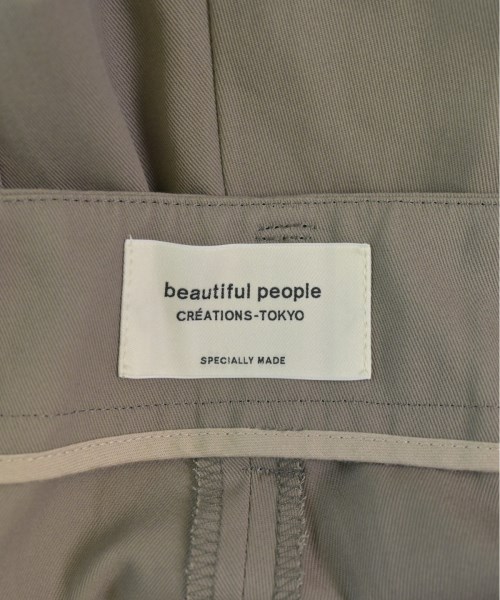 beautiful people
CRÉATIONS-TOKYO
SPECIALLY MADE